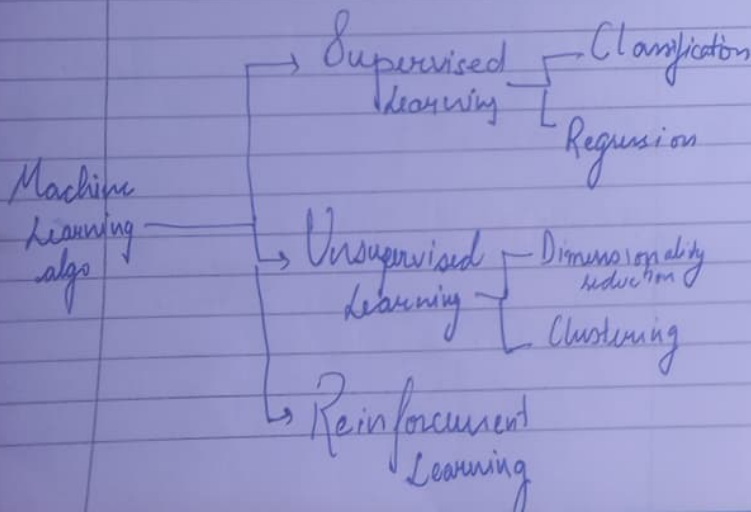 Machine
Learning
algo
Supervised
Learning
Classification
Regression
Unsupervised
Learning
Dimensionality
reduction
Clustering
Reinforcement
Learning